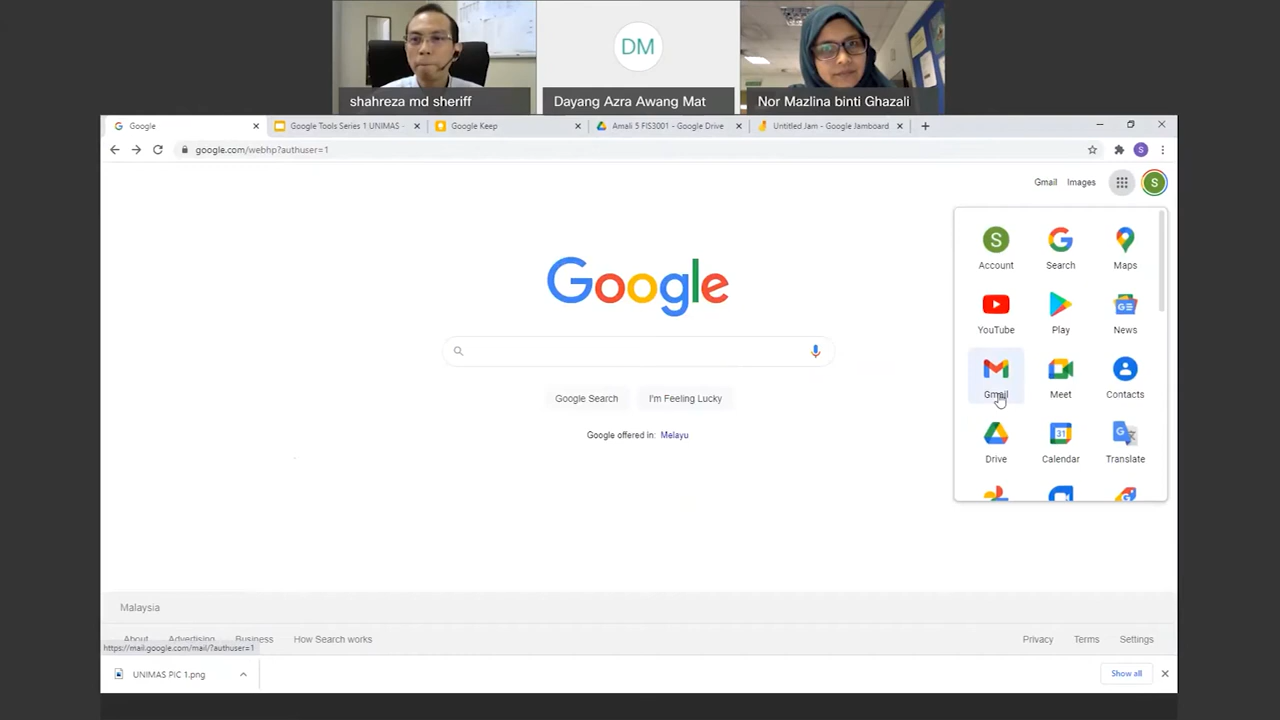 DM
shahreza md sheriff
Dayang Azra Awang Mat
Nor Mazlina binti Ghazali
Google
Google Tools Series 1 UNIMAS -
Google Keep
Amali 5 FIS3001 - Google Drive
Untitled Jam - Google Jamboard
google.com/webhp?authuser=1
S
Gmail
Images
S
S
Account
Search
Maps
YouTube
Play
GE
News
Gmail
Meet
Contacts
Drive
31
Calendar
G
Translate
Google
Google Search
I'm Feeling Lucky
Google offered in: Melayu
Malaysia
About
Advertising
Business
How Search works
Privacy
Terms
Settings
https://mail.google.com/mail/?authuser=1
UNIMAS PIC 1.png
Show all